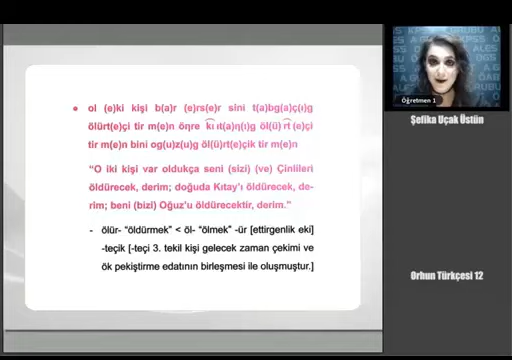 • ol (e)ki kişi b(a)r (e)rs(e)r sini t(a)bg(a)ç(ı)g
ölürt(e)çi tir m(e)n öŋre kııt(a)ń(ı)g öl(ü)rt(e)çi
tir m(e)n bini og(u)z(u)g öl(ü)rt(e)çik tir m(e)n
"O iki kişi var oldukça seni (sizi) (ve) Çinlileri
öldürecek, derim; doğuda Kıtay'ı öldürecek, de-
rim; beni (bizi) Oğuz'u öldürecektir, derim."
- ölür- "öldürmek" < öl- "ölmek" -ür [ettirgenlik eki]
-teçik [-teçi 3. tekil kişi gelecek zaman çekimi ve
ök pekiştirme edatının birleşmesi ile oluşmuştur.]
Öğretmen 1
Şefika Uçak Üstün
Orhun Türkçesi 12